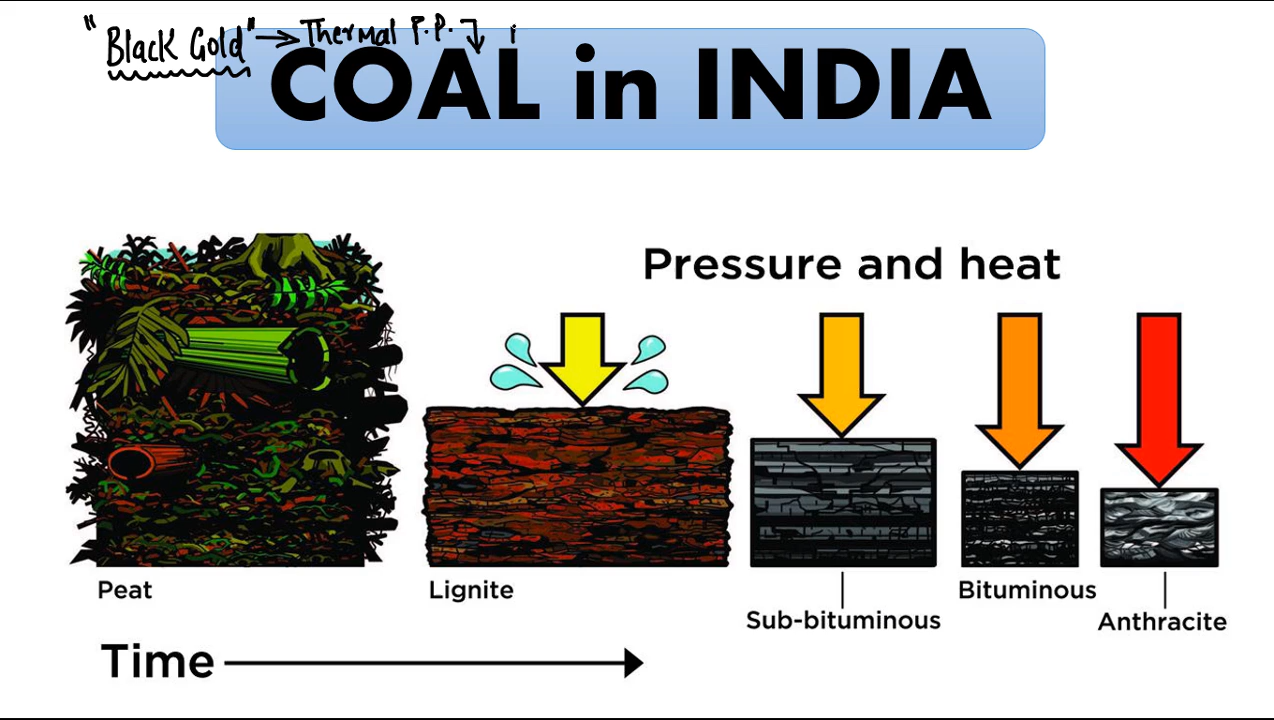 "Black Gold" → Thermal P.P. ↴ i
COAL in INDIA
Pressure and heat
Peat
Lignite
Sub-bituminous
Bituminous
Anthracite
Time